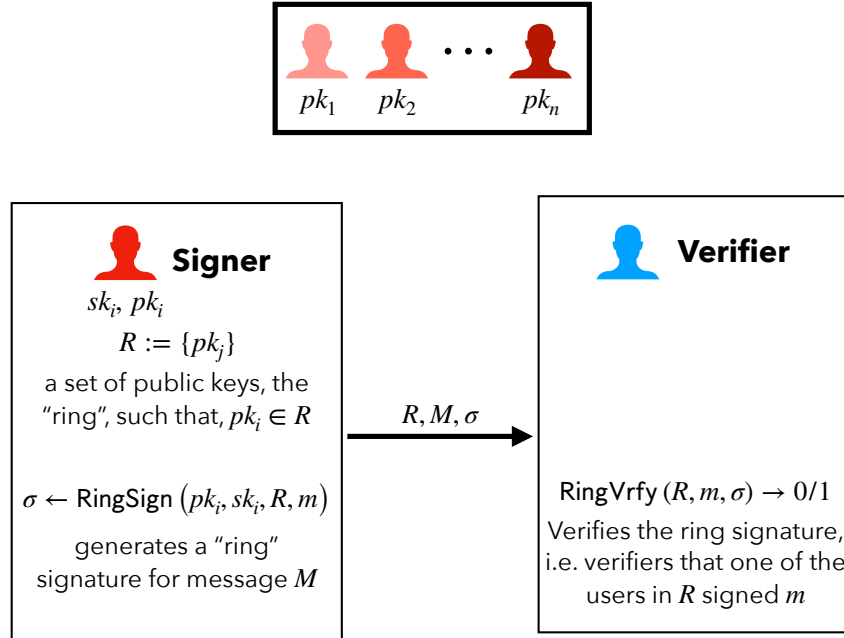 pk₁ pk₂ ··· pkₙ
Signer
skᵢ, pkᵢ
R := {pkⱼ}
a set of public keys, the
“ring”, such that, pkᵢ ∈ R
σ ← RingSign (pkᵢ, skᵢ, R, m)
generates a “ring”
signature for message M
R, M, σ
Verifier
RingVrfy (R, m, σ) → 0/1
Verifies the ring signature,
i.e. verifiers that one of the
users in R signed m